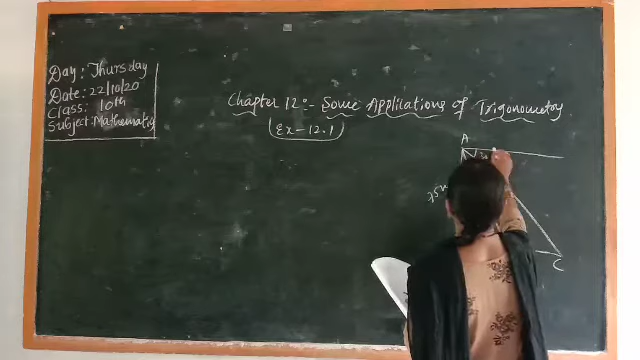 Day: Thursday
Date: 22/10/20
Class: 10th
Subject: Mathematics
Chapter 12:- Some Applications of Trigonometry
(Ex-12.1)
A
C